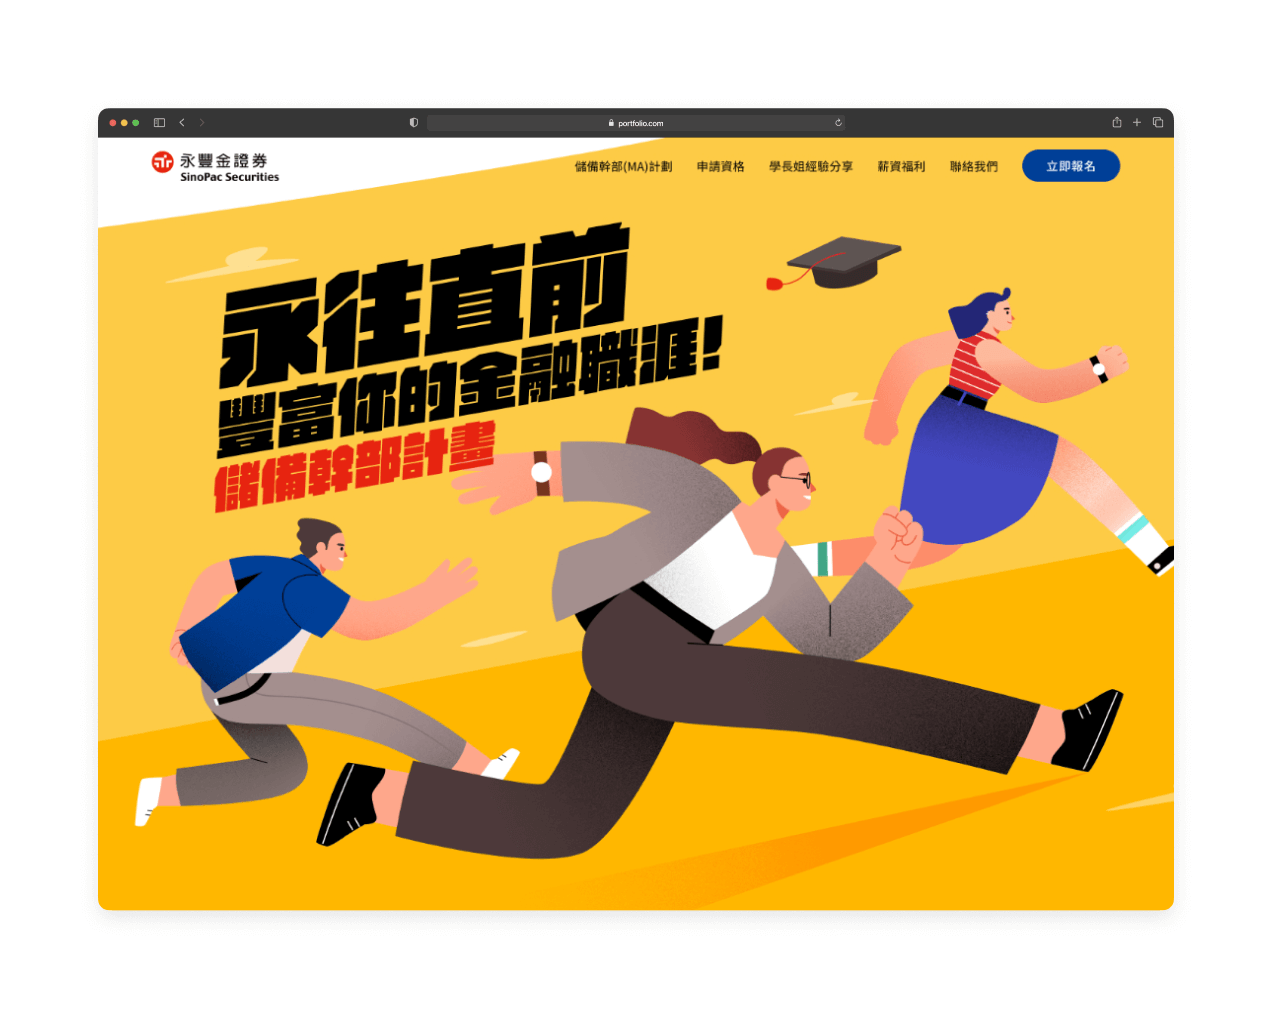 portfolio.com
永豐金證券
SinoPac Securities
儲備幹部(MA)計劃
申請資格
學長姐經驗分享
薪資福利
聯絡我們
立即報名
永往直前
豐富你的金融職涯!
儲備幹部計畫